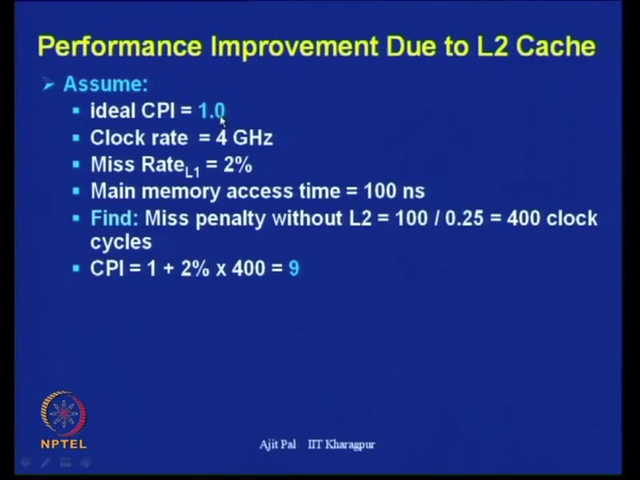 Performance Improvement Due to L2 Cache
Assume:
ideal CPI = 1.0
Clock rate = 4 GHz
Miss RateL1 = 2%
Main memory access time = 100 ns
Find: Miss penalty without L2 = 100 / 0.25 = 400 clock
cycles
CPI = 1 + 2% x 400 = 9
NPTEL
Ajit Pal IIT Kharagpur